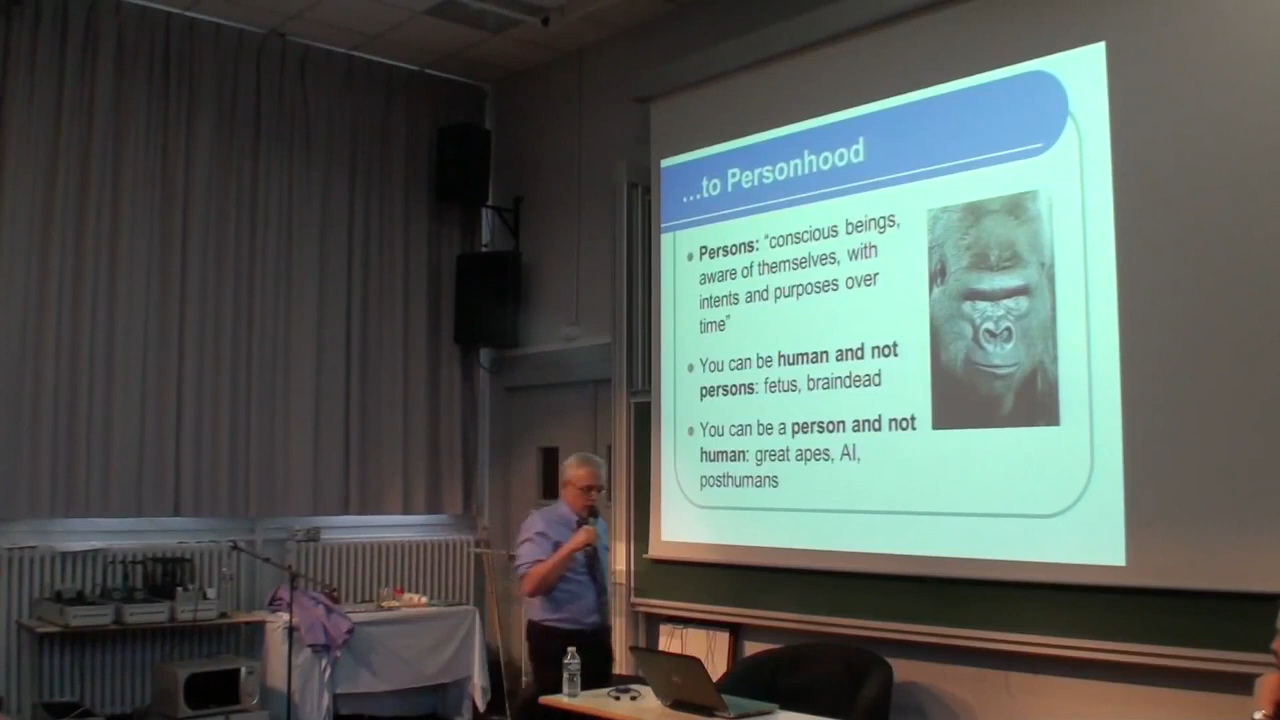 ...to Personhood
Persons: “conscious beings,
aware of themselves, with
intents and purposes over
time”
You can be human and not
persons: fetus, braindead
You can be a person and not
human: great apes, AI,
posthumans